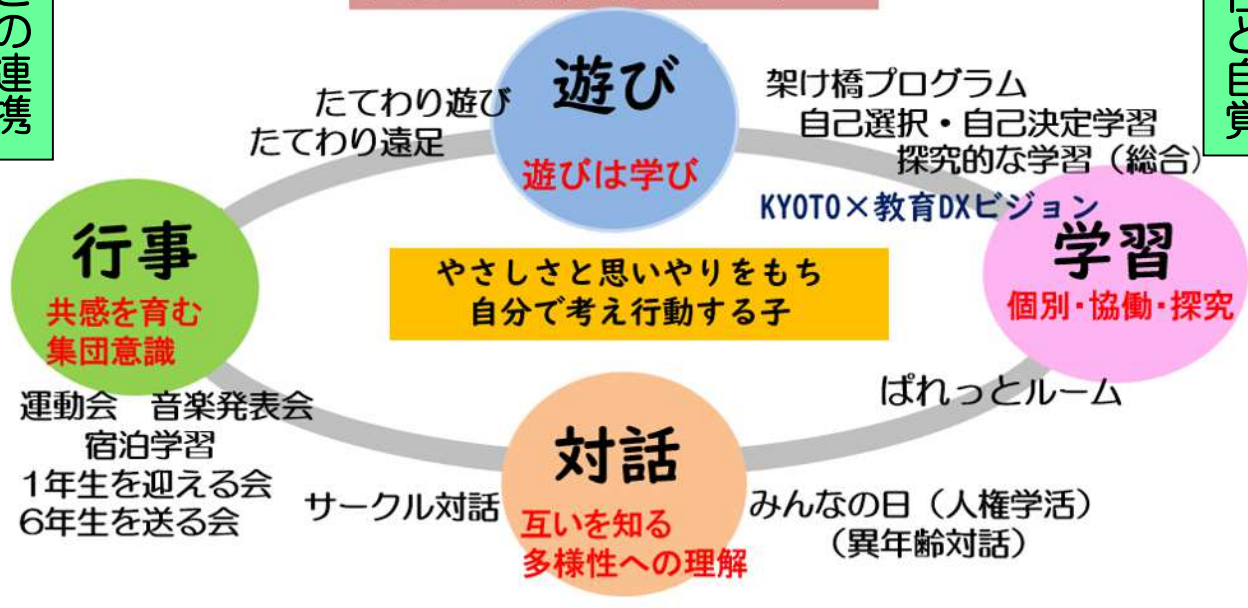 の連携
と自覚
遊び
遊びは学び
たてわり遊び
たてわり遠足
架け橋プログラム
自己選択・自己決定学習
探究的な学習（総合）
KYOTO×教育DXビジョン
行事
共感を育む
集団意識
やさしさと思いやりをもち
自分で考え行動する子
学習
個別・協働・探究
運動会　音楽発表会
宿泊学習
1年生を迎える会
6年生を送る会
サークル対話
対話
互いを知る
多様性への理解
ぱれっとルーム
みんなの日（人権学活）
（異年齢対話）